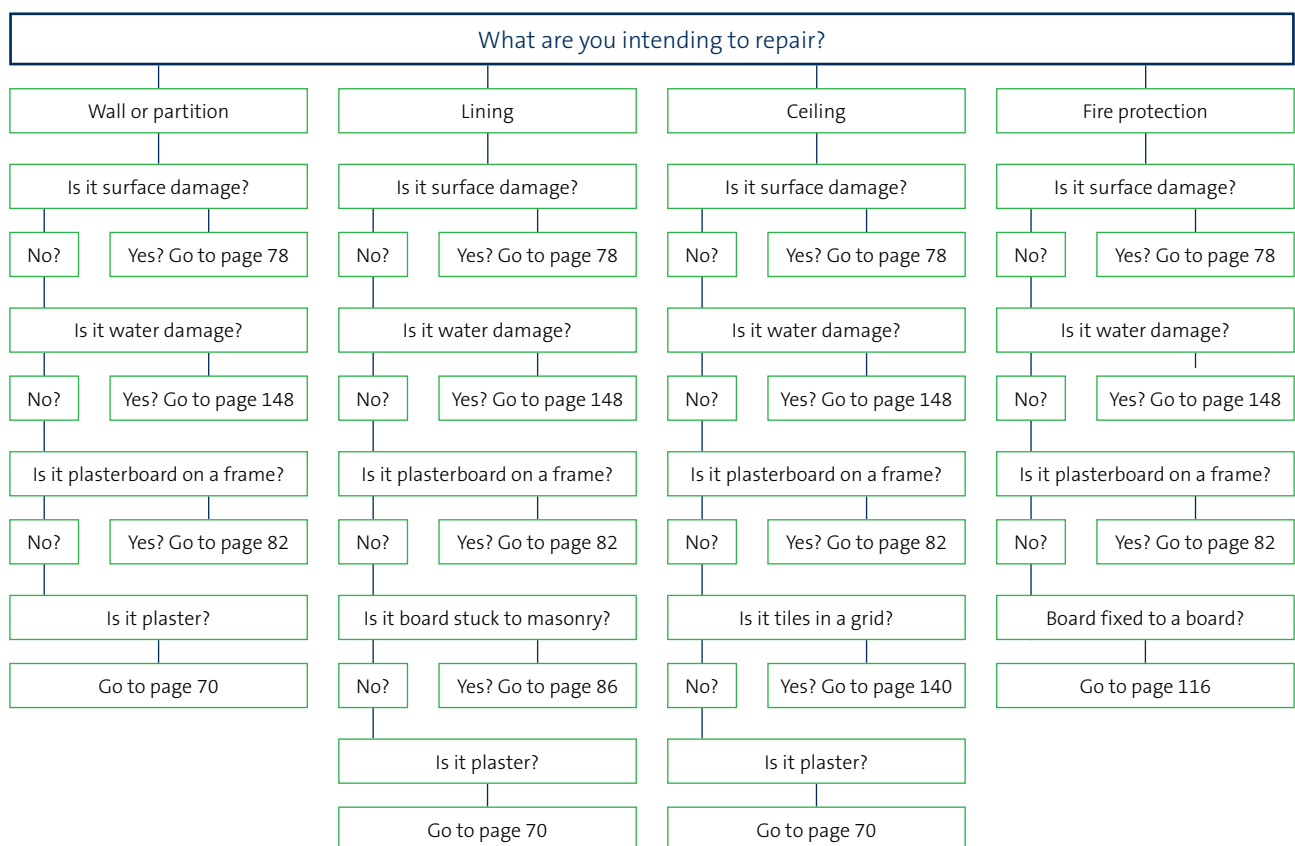 What are you intending to repair?
Wall or partition
Lining
Ceiling
Fire protection
Is it surface damage?
Is it surface damage?
Is it surface damage?
Is it surface damage?
No?
Yes? Go to page 78
No?
Yes? Go to page 78
No?
Yes? Go to page 78
No?
Yes? Go to page 78
Is it water damage?
Is it water damage?
Is it water damage?
Is it water damage?
No?
Yes? Go to page 148
No?
Yes? Go to page 148
No?
Yes? Go to page 148
No?
Yes? Go to page 148
Is it plasterboard on a frame?
Is it plasterboard on a frame?
Is it plasterboard on a frame?
Is it plasterboard on a frame?
No?
Yes? Go to page 82
No?
Yes? Go to page 82
No?
Yes? Go to page 82
No?
Yes? Go to page 82
Is it plaster?
Is it board stuck to masonry?
Is it tiles in a grid?
Board fixed to a board?
Go to page 70
No?
Yes? Go to page 86
No?
Yes? Go to page 140
Go to page 116
Is it plaster?
Is it plaster?
Go to page 70
Go to page 70